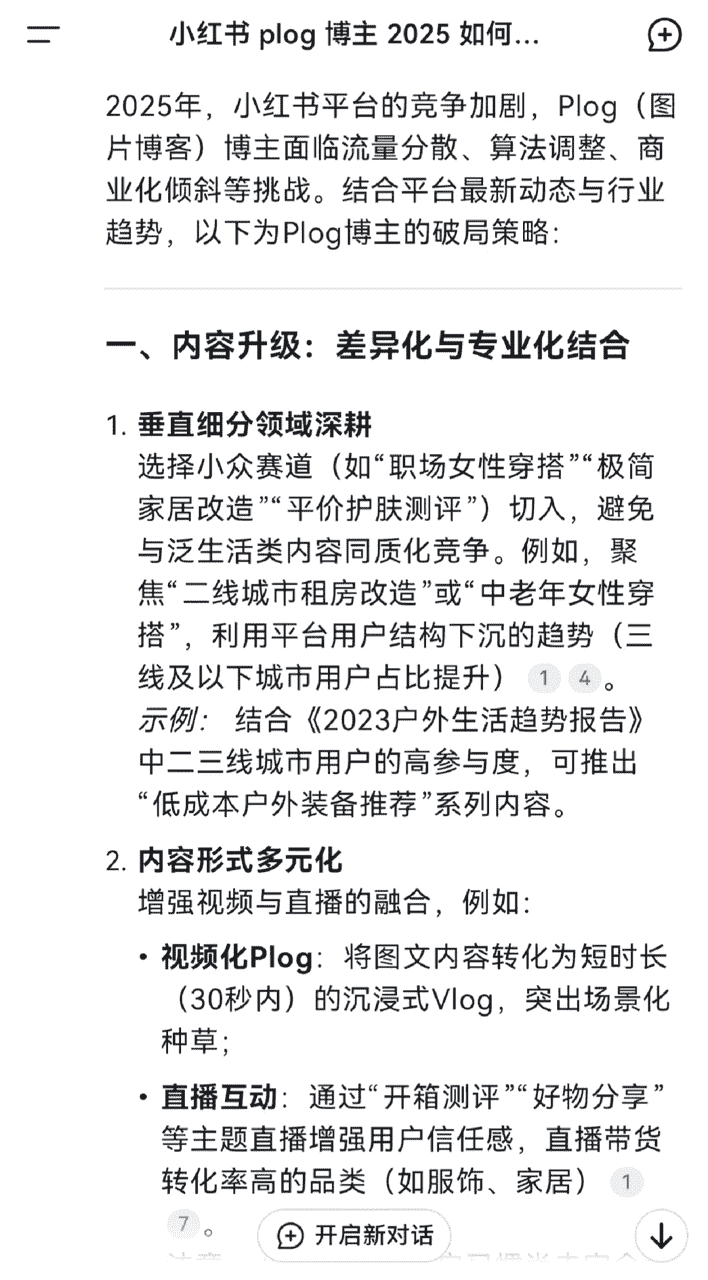 小红书 plog 博主 2025 如何...
2025年，小红书平台的竞争加剧，Plog（图
片博客）博主面临流量分散、算法调整、商
业化倾斜等挑战。结合平台最新动态与行业
趋势，以下为Plog博主的破局策略：
一、内容升级：差异化与专业化结合
1. 垂直细分领域深耕
选择小众赛道（如“职场女性穿搭”“极简
家居改造”“平价护肤测评”）切入，避免
与泛生活类内容同质化竞争。例如，聚
焦“二线城市租房改造”或“中老年女性穿
搭”，利用平台用户结构下沉的趋势（三
线及以下城市用户占比提升） 1 4 。
示例： 结合《2023户外生活趋势报告》
中二三线城市用户的高参与度，可推出
“低成本户外装备推荐”系列内容。
2. 内容形式多元化
增强视频与直播的融合，例如：
• 视频化Plog：将图文内容转化为短时长
（30秒内）的沉浸式Vlog，突出场景化
种草；
• 直播互动：通过“开箱测评”“好物分享”
等主题直播增强用户信任感，直播带货
转化率高的品类（如服饰、家居） 1
7 。
开启新对话